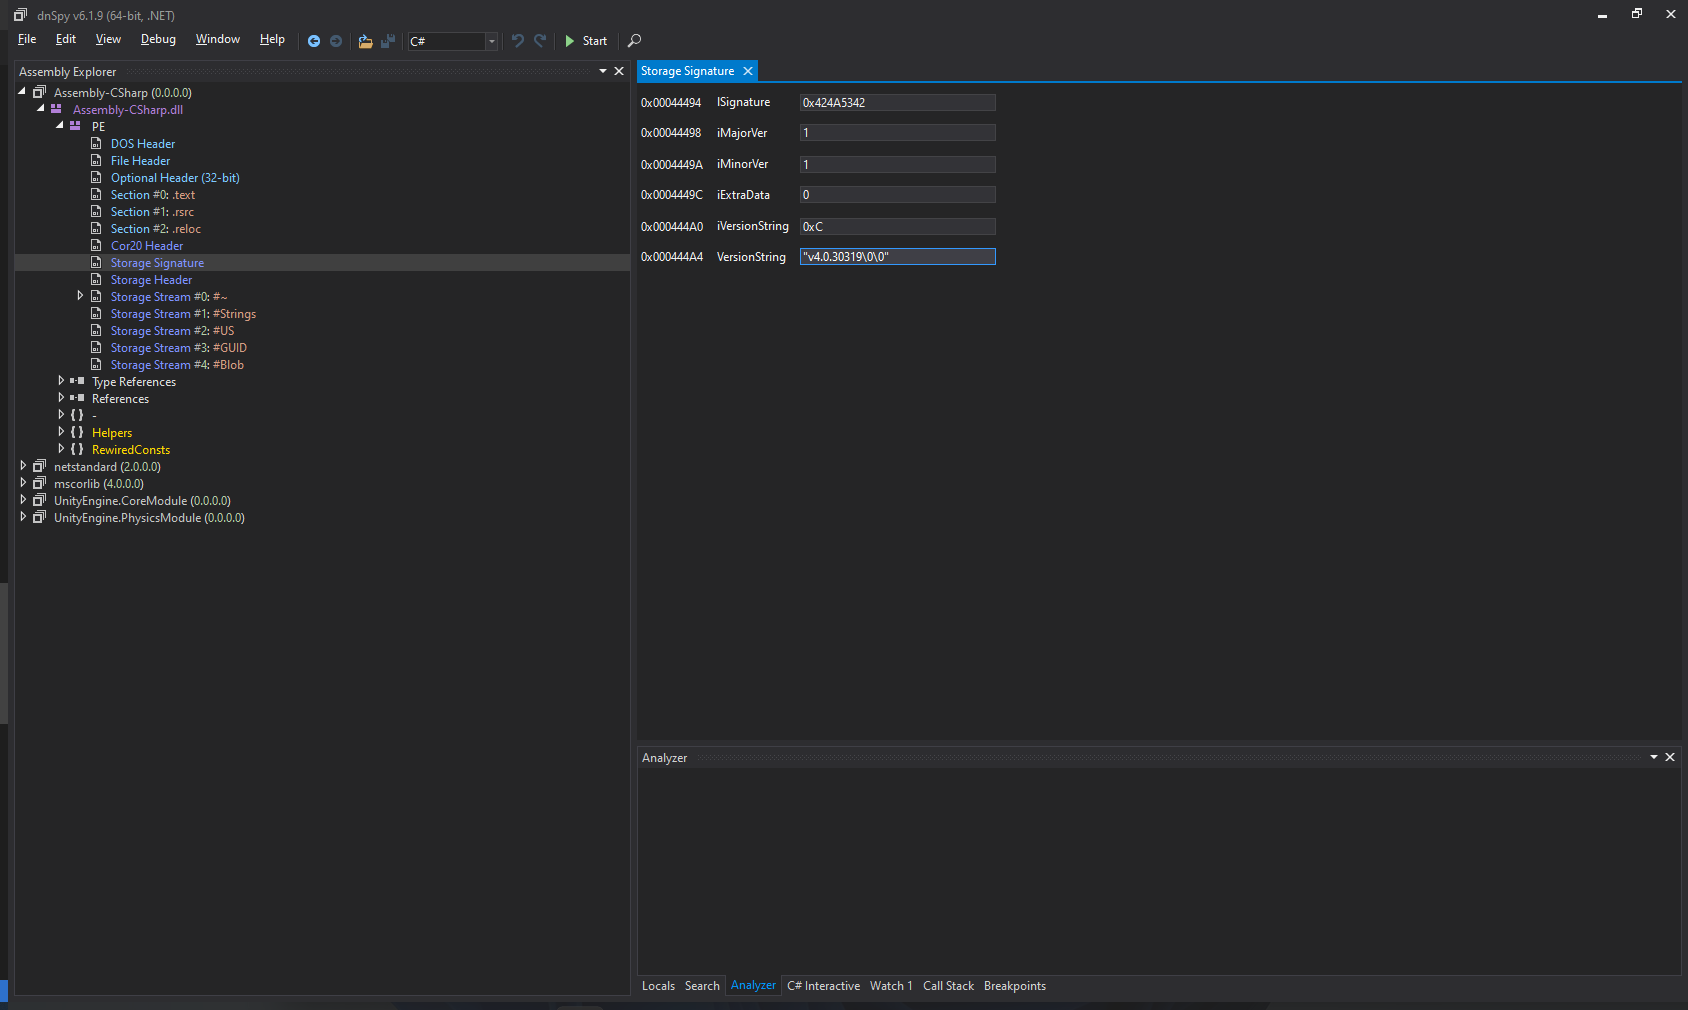 dnSpy v6.1.9 (64-bit, .NET)
File Edit View Debug Window Help C# Start
Assembly Explorer
Assembly-CSharp (0.0.0.0)
Assembly-CSharp.dll
PE
DOS Header
File Header
Optional Header (32-bit)
Section #0: .text
Section #1: .rsrc
Section #2: .reloc
Cor20 Header
Storage Signature
Storage Header
Storage Stream #0: #~
Storage Stream #1: #Strings
Storage Stream #2: #US
Storage Stream #3: #GUID
Storage Stream #4: #Blob
Type References
References
{ } -
{ } Helpers
{ } RewiredConsts
netstandard (2.0.0.0)
mscorlib (4.0.0.0)
UnityEngine.CoreModule (0.0.0.0)
UnityEngine.PhysicsModule (0.0.0.0)
Storage Signature
0x00044494 lSignature 0x424A5342
0x00044498 iMajorVer 1
0x0004449A iMinorVer 1
0x0004449C iExtraData 0
0x000444A0 iVersionString 0xC
0x000444A4 VersionString "v4.0.30319\0\0"
Analyzer
Locals Search Analyzer C# Interactive Watch 1 Call Stack Breakpoints